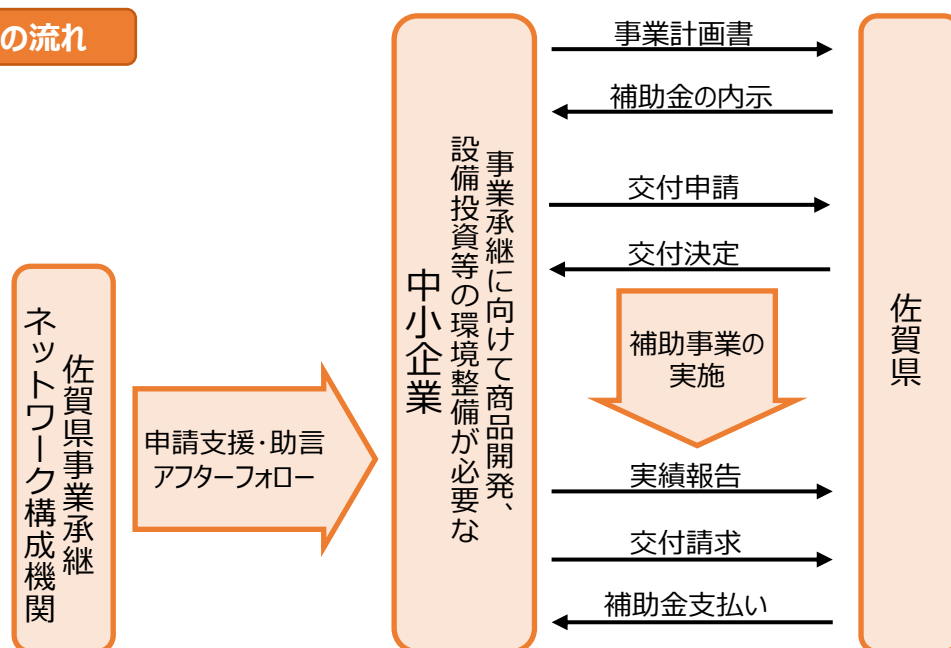 の流れ
佐賀県事業承継
ネットワーク構成機関
申請支援・助言
アフターフォロー
事業承継に向けて商品開発、
設備投資等の環境整備が必要な
中小企業
事業計画書
補助金の内示
交付申請
交付決定
補助事業の
実施
実績報告
交付請求
補助金支払い
佐賀県